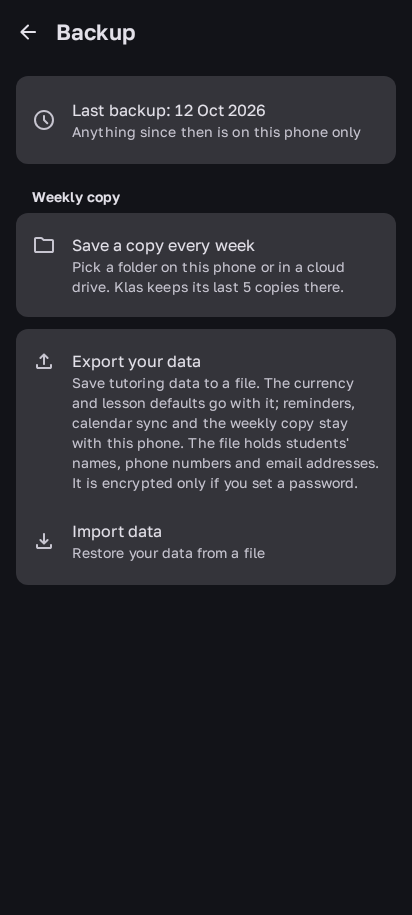 Backup
Last backup: 12 Oct 2026
Anything since then is on this phone only
Weekly copy
Save a copy every week
Pick a folder on this phone or in a cloud
drive. Klas keeps its last 5 copies there.
Export your data
Save tutoring data to a file. The currency
and lesson defaults go with it; reminders,
calendar sync and the weekly copy stay
with this phone. The file holds students'
names, phone numbers and email addresses.
It is encrypted only if you set a password.
Import data
Restore your data from a file